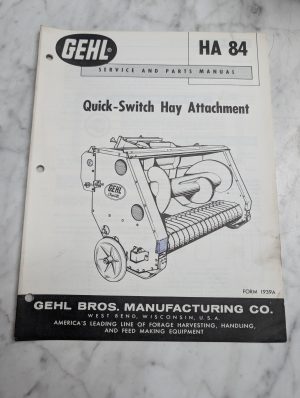 GEHL
HA 84
SERVICE AND PARTS MANUAL
Quick-Switch Hay Attachment
GEHL
FORM 1939A
GEHL BROS. MANUFACTURING CO.
WEST BEND, WISCONSIN, U.S.A.
AMERICA'S LEADING LINE OF FORAGE HARVESTING, HANDLING,
AND FEED MAKING EQUIPMENT